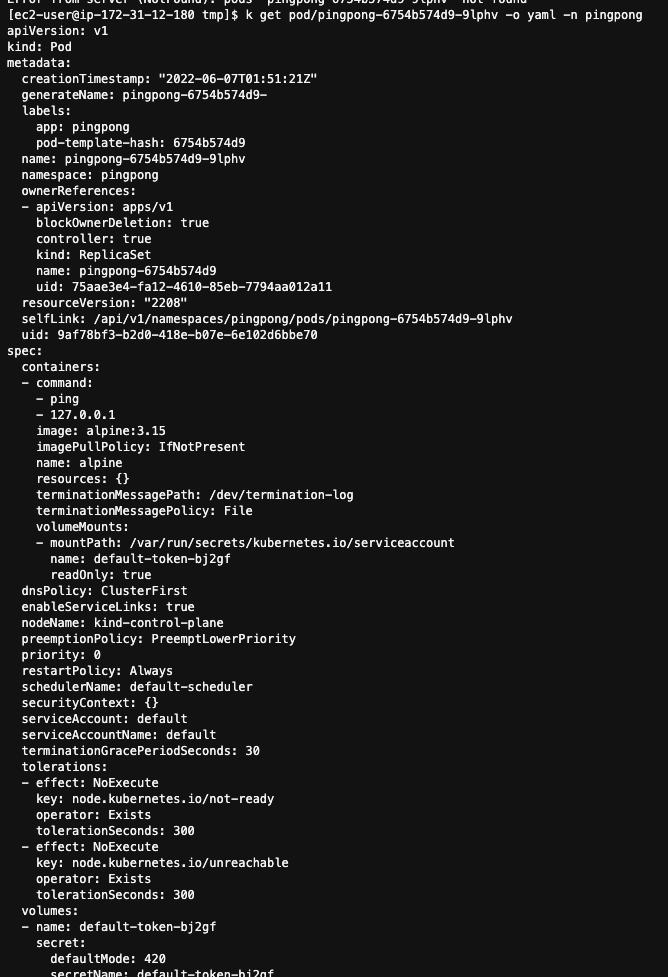 Error from server (NotFound): pods "pingpong-6754b574d9-9lphv" not found
[ec2-user@ip-172-31-12-180 tmp]$ k get pod/pingpong-6754b574d9-9lphv -o yaml -n pingpong
apiVersion: v1
kind: Pod
metadata:
  creationTimestamp: "2022-06-07T01:51:21Z"
  generateName: pingpong-6754b574d9-
  labels:
    app: pingpong
    pod-template-hash: 6754b574d9
  name: pingpong-6754b574d9-9lphv
  namespace: pingpong
  ownerReferences:
  - apiVersion: apps/v1
    blockOwnerDeletion: true
    controller: true
    kind: ReplicaSet
    name: pingpong-6754b574d9
    uid: 75aae3e4-fa12-4610-85eb-7794aa012a11
  resourceVersion: "2208"
  selfLink: /api/v1/namespaces/pingpong/pods/pingpong-6754b574d9-9lphv
  uid: 9af78bf3-b2d0-418e-b07e-6e102d6bbe70
spec:
  containers:
  - command:
    - ping
    - 127.0.0.1
    image: alpine:3.15
    imagePullPolicy: IfNotPresent
    name: alpine
    resources: {}
    terminationMessagePath: /dev/termination-log
    terminationMessagePolicy: File
    volumeMounts:
    - mountPath: /var/run/secrets/kubernetes.io/serviceaccount
      name: default-token-bj2gf
      readOnly: true
  dnsPolicy: ClusterFirst
  enableServiceLinks: true
  nodeName: kind-control-plane
  preemptionPolicy: PreemptLowerPriority
  priority: 0
  restartPolicy: Always
  schedulerName: default-scheduler
  securityContext: {}
  serviceAccount: default
  serviceAccountName: default
  terminationGracePeriodSeconds: 30
  tolerations:
  - effect: NoExecute
    key: node.kubernetes.io/not-ready
    operator: Exists
    tolerationSeconds: 300
  - effect: NoExecute
    key: node.kubernetes.io/unreachable
    operator: Exists
    tolerationSeconds: 300
  volumes:
  - name: default-token-bj2gf
    secret:
      defaultMode: 420
      secretName: default-token-bj2gf